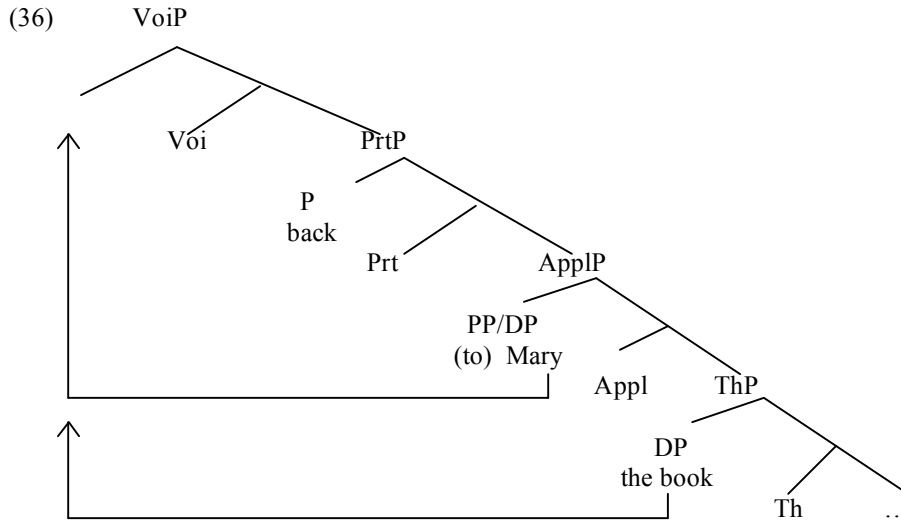 (36) VoiP
Voi PrtP
P
back
Prt ApplP
PP/DP
(to) Mary
Appl ThP
DP
the book
Th ..